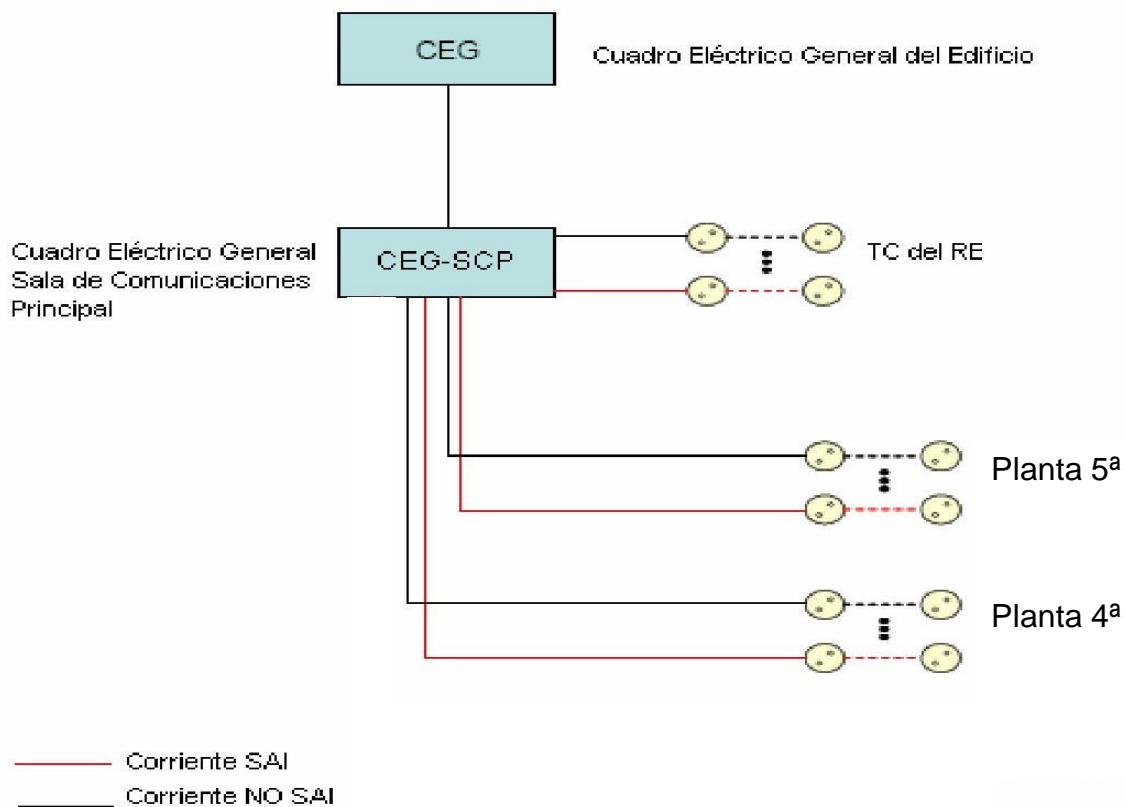 CEG
Cuadro Eléctrico General del Edificio
Cuadro Eléctrico General
Sala de Comunicaciones
Principal
CEG-SCP
TC del RE
Planta 5ª
Planta 4ª
Corriente SAI
Corriente NO SAI